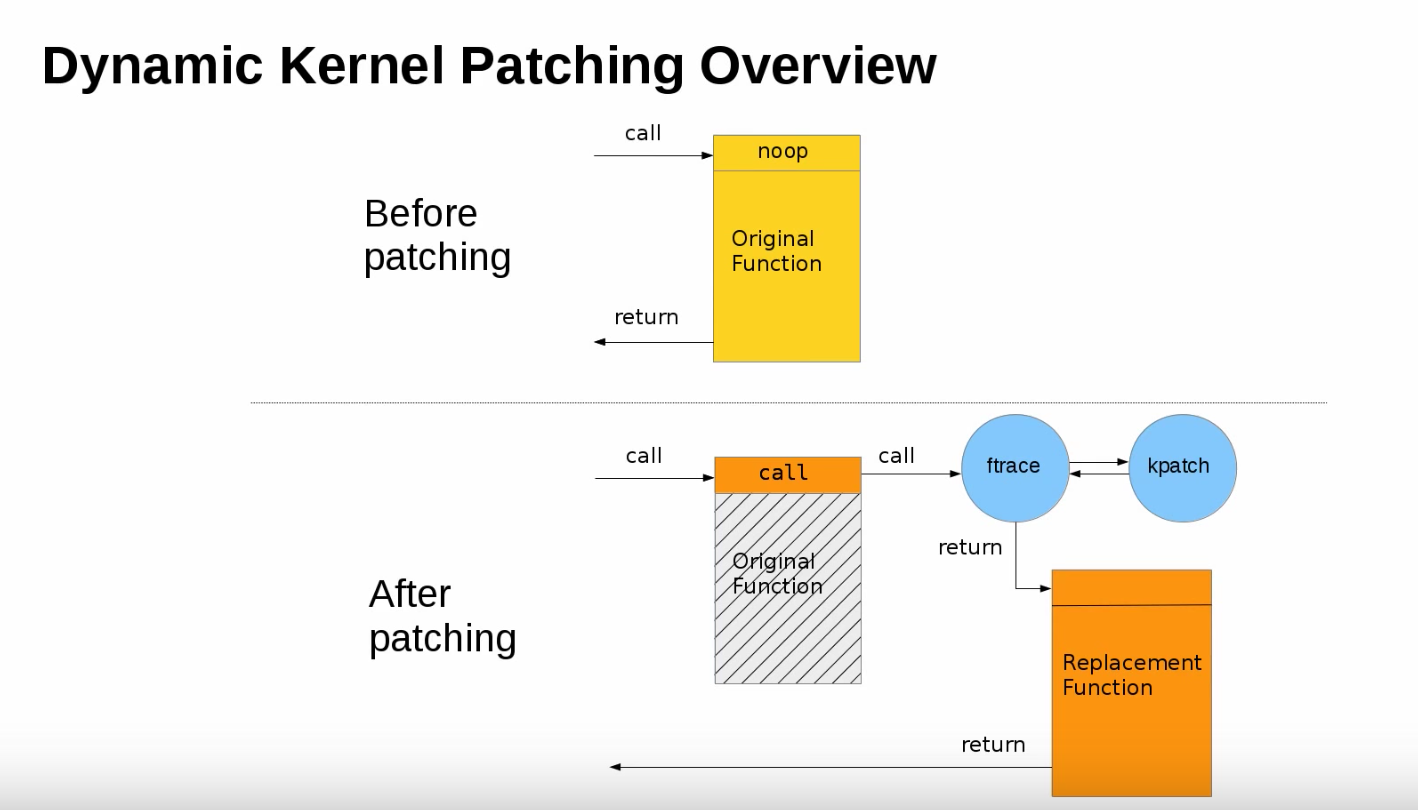 Dynamic Kernel Patching Overview
call
noop
Before
patching
Original
Function
return
call
call
call
ftrace
kpatch
return
Original
Function
After
patching
Replacement
Function
return